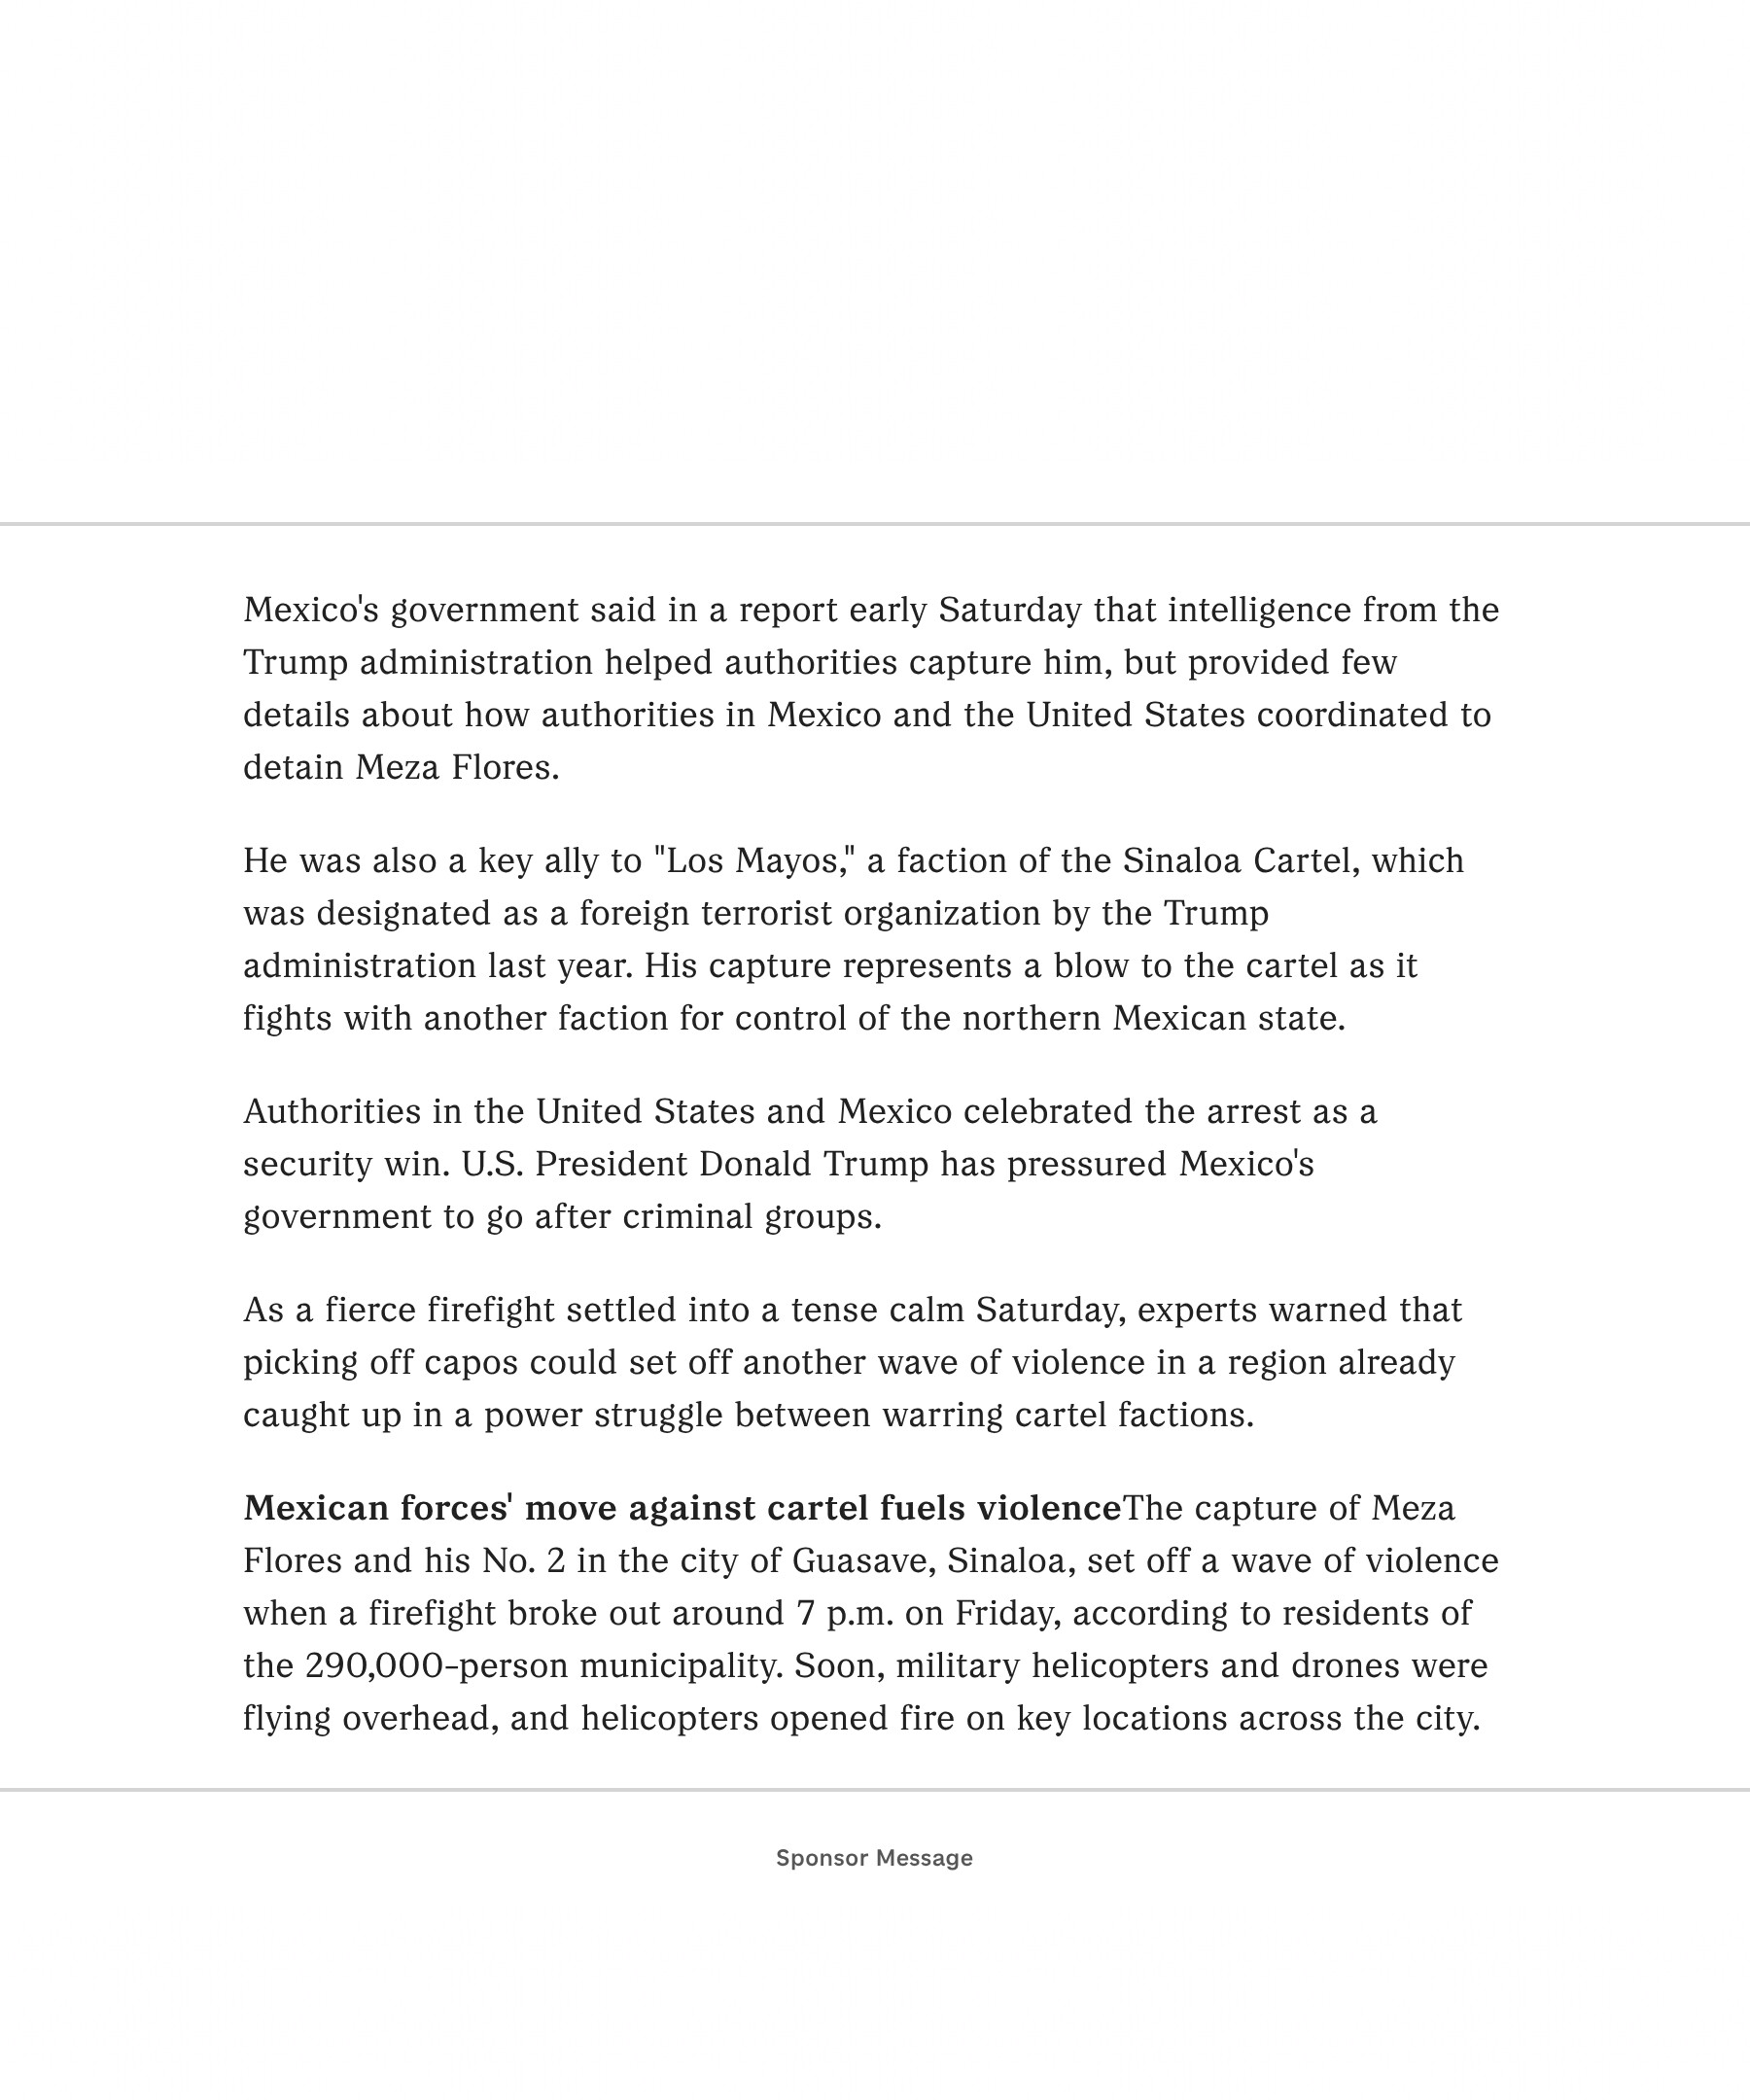 Mexico's government said in a report early Saturday that intelligence from the
Trump administration helped authorities capture him, but provided few
details about how authorities in Mexico and the United States coordinated to
detain Meza Flores.
He was also a key ally to "Los Mayos," a faction of the Sinaloa Cartel, which
was designated as a foreign terrorist organization by the Trump
administration last year. His capture represents a blow to the cartel as it
fights with another faction for control of the northern Mexican state.
Authorities in the United States and Mexico celebrated the arrest as a
security win. U.S. President Donald Trump has pressured Mexico's
government to go after criminal groups.
As a fierce firefight settled into a tense calm Saturday, experts warned that
picking off capos could set off another wave of violence in a region already
caught up in a power struggle between warring cartel factions.
Mexican forces' move against cartel fuels violenceThe capture of Meza
Flores and his No. 2 in the city of Guasave, Sinaloa, set off a wave of violence
when a firefight broke out around 7 p.m. on Friday, according to residents of
the 290,000-person municipality. Soon, military helicopters and drones were
flying overhead, and helicopters opened fire on key locations across the city.
Sponsor Message